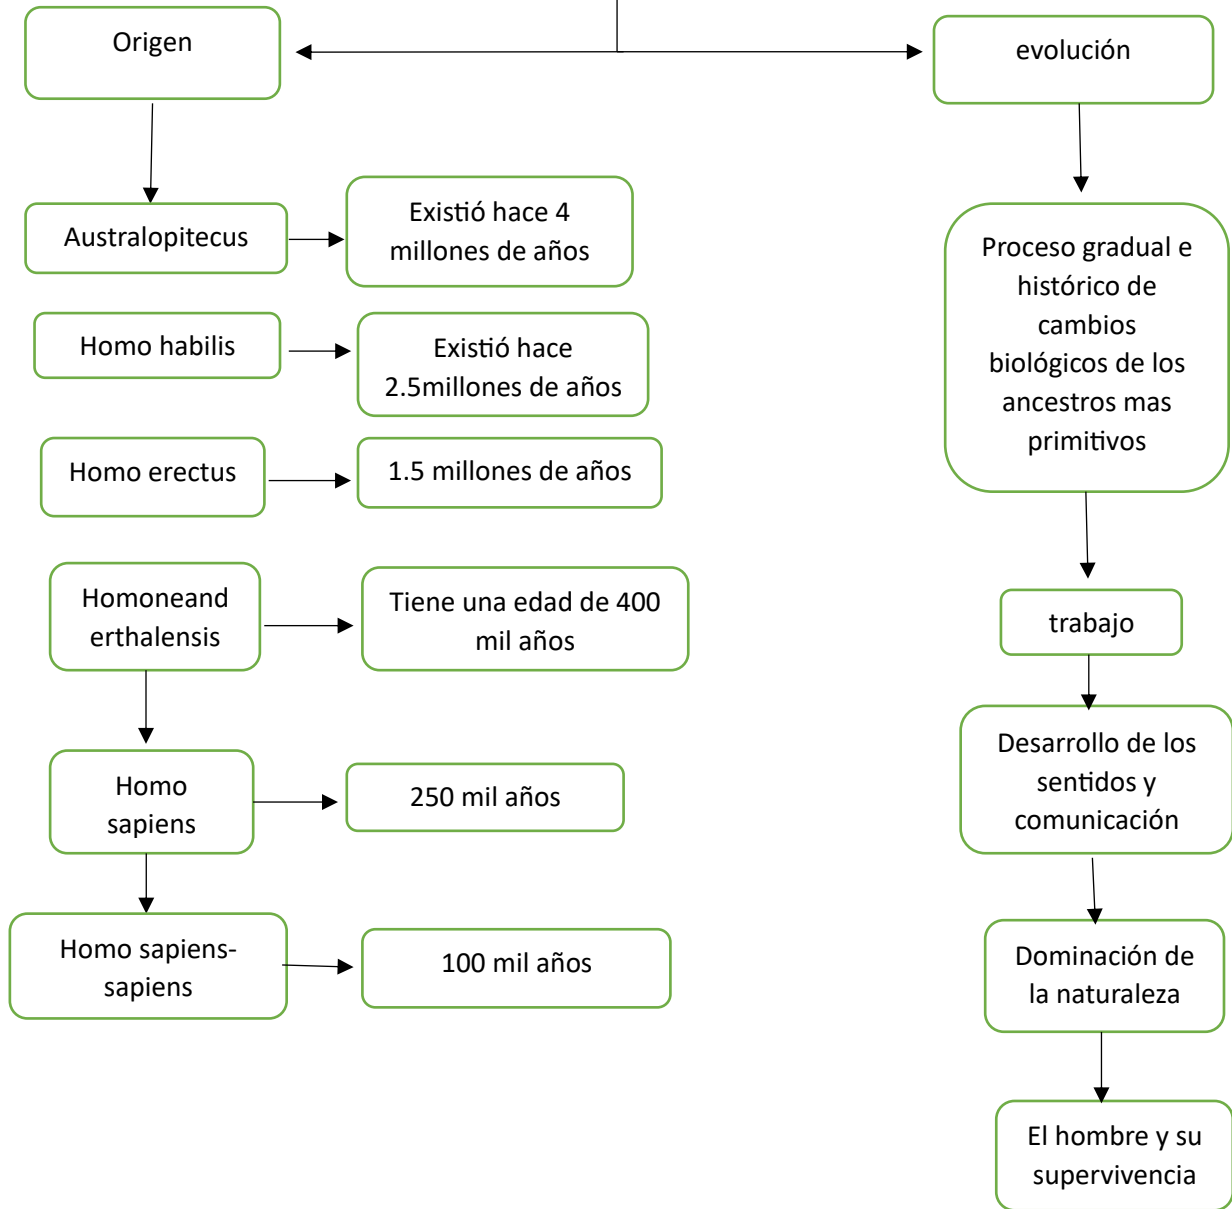 Origen
evolución
Australopitecus
Existió hace 4
millones de años
Homo habilis
Existió hace
2.5millones de años
Homo erectus
1.5 millones de años
Homoneand
erthalensis
Tiene una edad de 400
mil años
Homo
sapiens
250 mil años
Homo sapiens-
sapiens
100 mil años
Proceso gradual e
histórico de
cambios
biológicos de los
ancestros mas
primitivos
trabajo
Desarrollo de los
sentidos y
comunicación
Dominación de
la naturaleza
El hombre y su
supervivencia